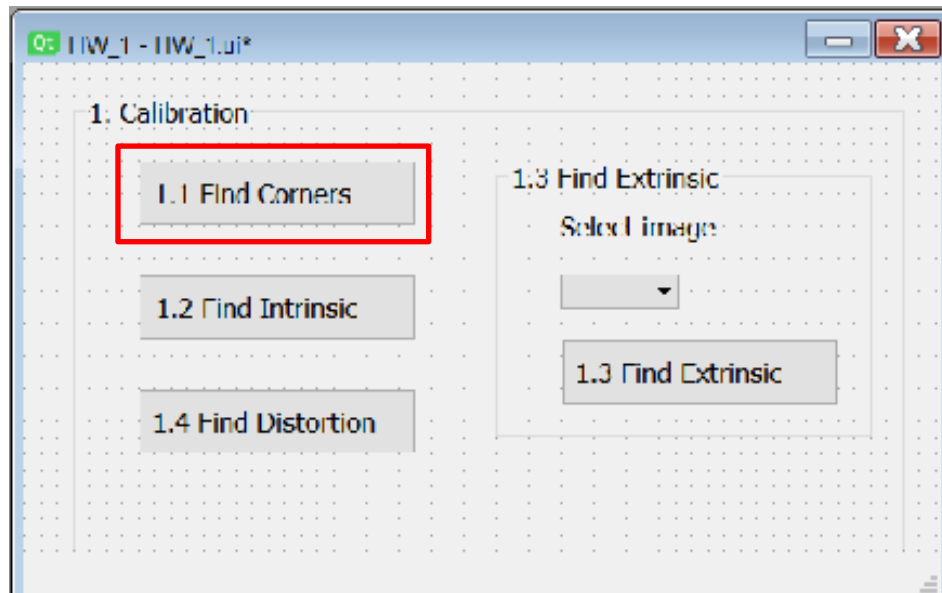 Qt HW_1 - HW_1.ui*
1. Calibration
1.1 Find Corners
1.2 Find Intrinsic
1.4 Find Distortion
1.3 Find Extrinsic
Select image
1.3 Find Extrinsic